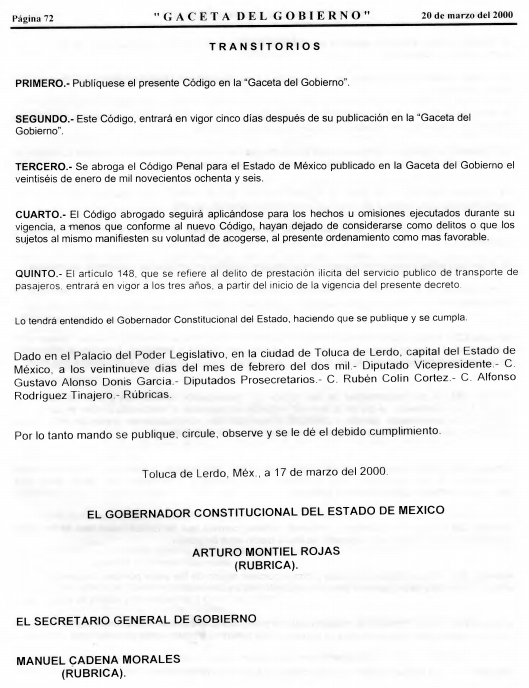 Página 72 "GACETA DEL GOBIERNO" 20 de marzo del 2000
TRANSITORIOS
PRIMERO.- Publíquese el presente Código en la "Gaceta del Gobierno".
SEGUNDO.- Este Código, entrará en vigor cinco días después de su publicación en la "Gaceta del
Gobierno".
TERCERO.- Se abroga el Código Penal para el Estado de México publicado en la Gaceta del Gobierno el
veintiséis de enero de mil novecientos ochenta y seis.
CUARTO.- El Código abrogado seguirá aplicándose para los hechos u omisiones ejecutados durante su
vigencia, a menos que conforme al nuevo Código, hayan dejado de considerarse como delitos o que los
sujetos al mismo manifiesten su voluntad de acogerse, al presente ordenamiento como mas favorable.
QUINTO.- El artículo 148, que se refiere al delito de prestación ilícita del servicio publico de transporte de
pasajeros, entrará en vigor a los tres años, a partir del inicio de la vigencia del presente decreto.
Lo tendrá entendido el Gobernador Constitucional del Estado, haciendo que se publique y se cumpla.
Dado en el Palacio del Poder Legislativo, en la ciudad de Toluca de Lerdo, capital del Estado de
México, a los veintinueve días del mes de febrero del dos mil.- Diputado Vicepresidente.- C.
Gustavo Alonso Donis García.- Diputados Prosecretarios.- C. Rubén Colín Cortez.- C. Alfonso
Rodríguez Tinajero.- Rúbricas.
Por lo tanto mando se publique, circule, observe y se le dé el debido cumplimiento.
Toluca de Lerdo, Méx., a 17 de marzo del 2000.
EL GOBERNADOR CONSTITUCIONAL DEL ESTADO DE MEXICO
ARTURO MONTIEL ROJAS
(RUBRICA).
EL SECRETARIO GENERAL DE GOBIERNO
MANUEL CADENA MORALES
(RUBRICA).